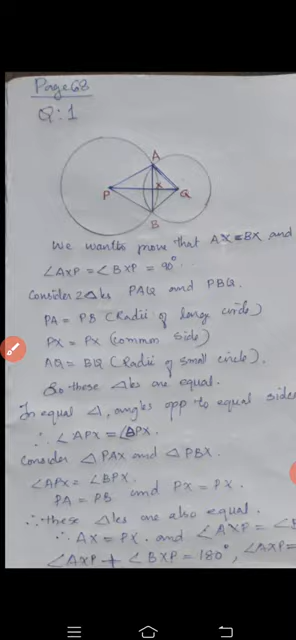 Page 68
Q:1
A
x
P
Q
B
We wants prove that AX=BX and
∠AXP=∠BXP = 90°.
Consider 2 △les PAQ and PBQ.
PA = PB (Radii of large circle)
PX = PX (common side)
AQ = BQ (Radii of small circle).
So these △les are equal.
In equal △, angles opp to equal sides
∴ ∠APX = ∠BPX.
Consider △PAX and △PBX.
∠APX = ∠BPX.
PA = PB and PX = PX.
∴ these △les are also equal.
∴ AX = PX. and ∠AXP = ∠B
∠AXP + ∠BXP = 180°, ∠AXP =